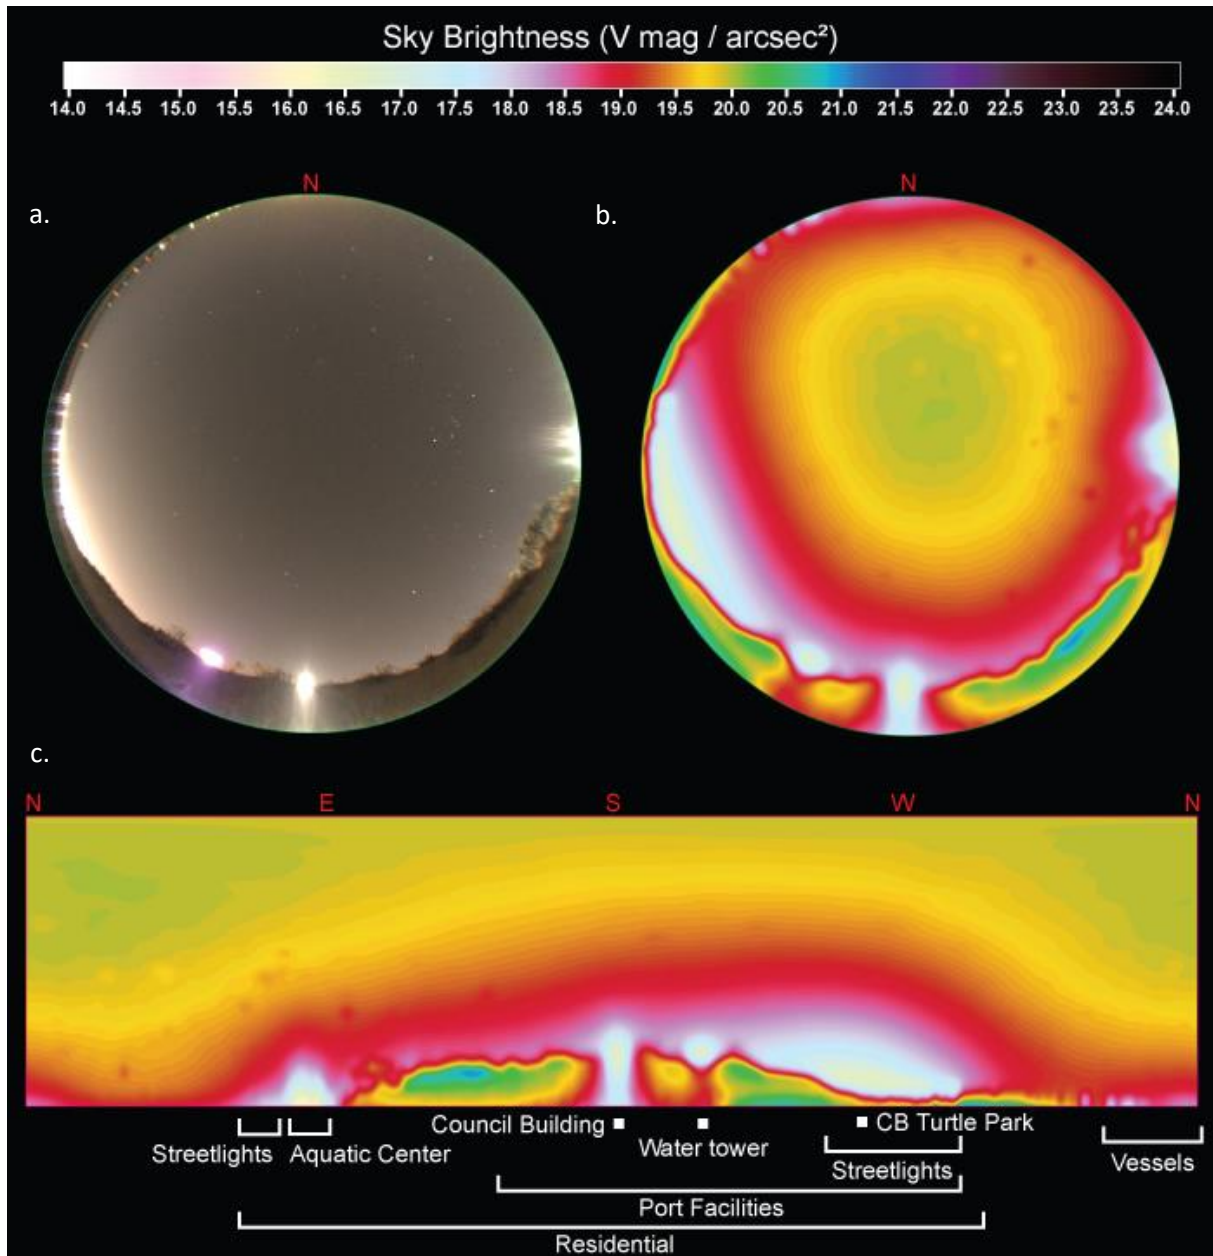 Sky Brightness (V mag / arcsec²)
14.0 14.5 15.0 15.5 16.0 16.5 17.0 17.5 18.0 18.5 19.0 19.5 20.0 20.5 21.0 21.5 22.0 22.5 23.0 23.5 24.0
N N
a. b.
c.
N E S W N
Council Building CB Turtle Park
Streetlights Aquatic Center Water tower Vessels
Streetlights
Port Facilities
Residential